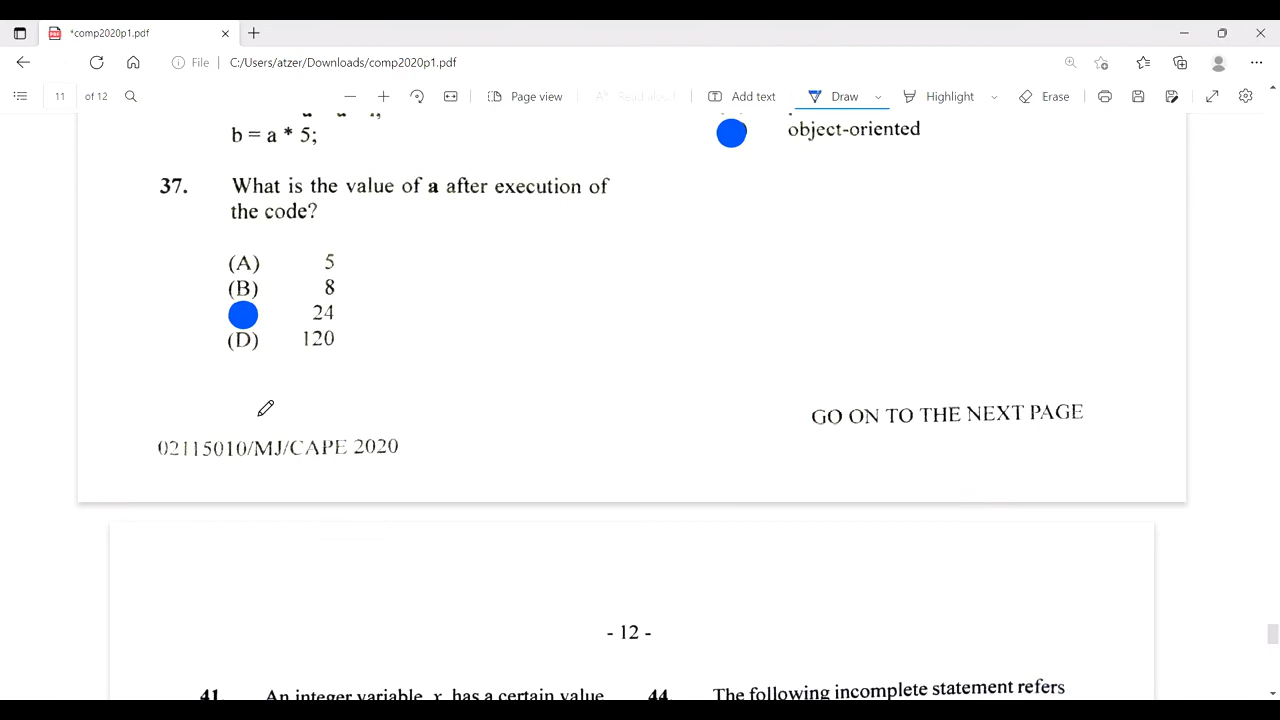 *comp2020p1.pdf
File
C:/Users/atzer/Downloads/comp2020p1.pdf
11 of 12
Page view
Read aloud
Add text
Draw
Highlight
Erase
b = a * 5;
37. What is the value of a after execution of
the code?
(A) 5
(B) 8
24
(D) 120
02115010/MJ/CAPE 2020
object-oriented
GO ON TO THE NEXT PAGE
- 12 -
41. An integer variable, x, has a certain value
44. The following incomplete statement refers